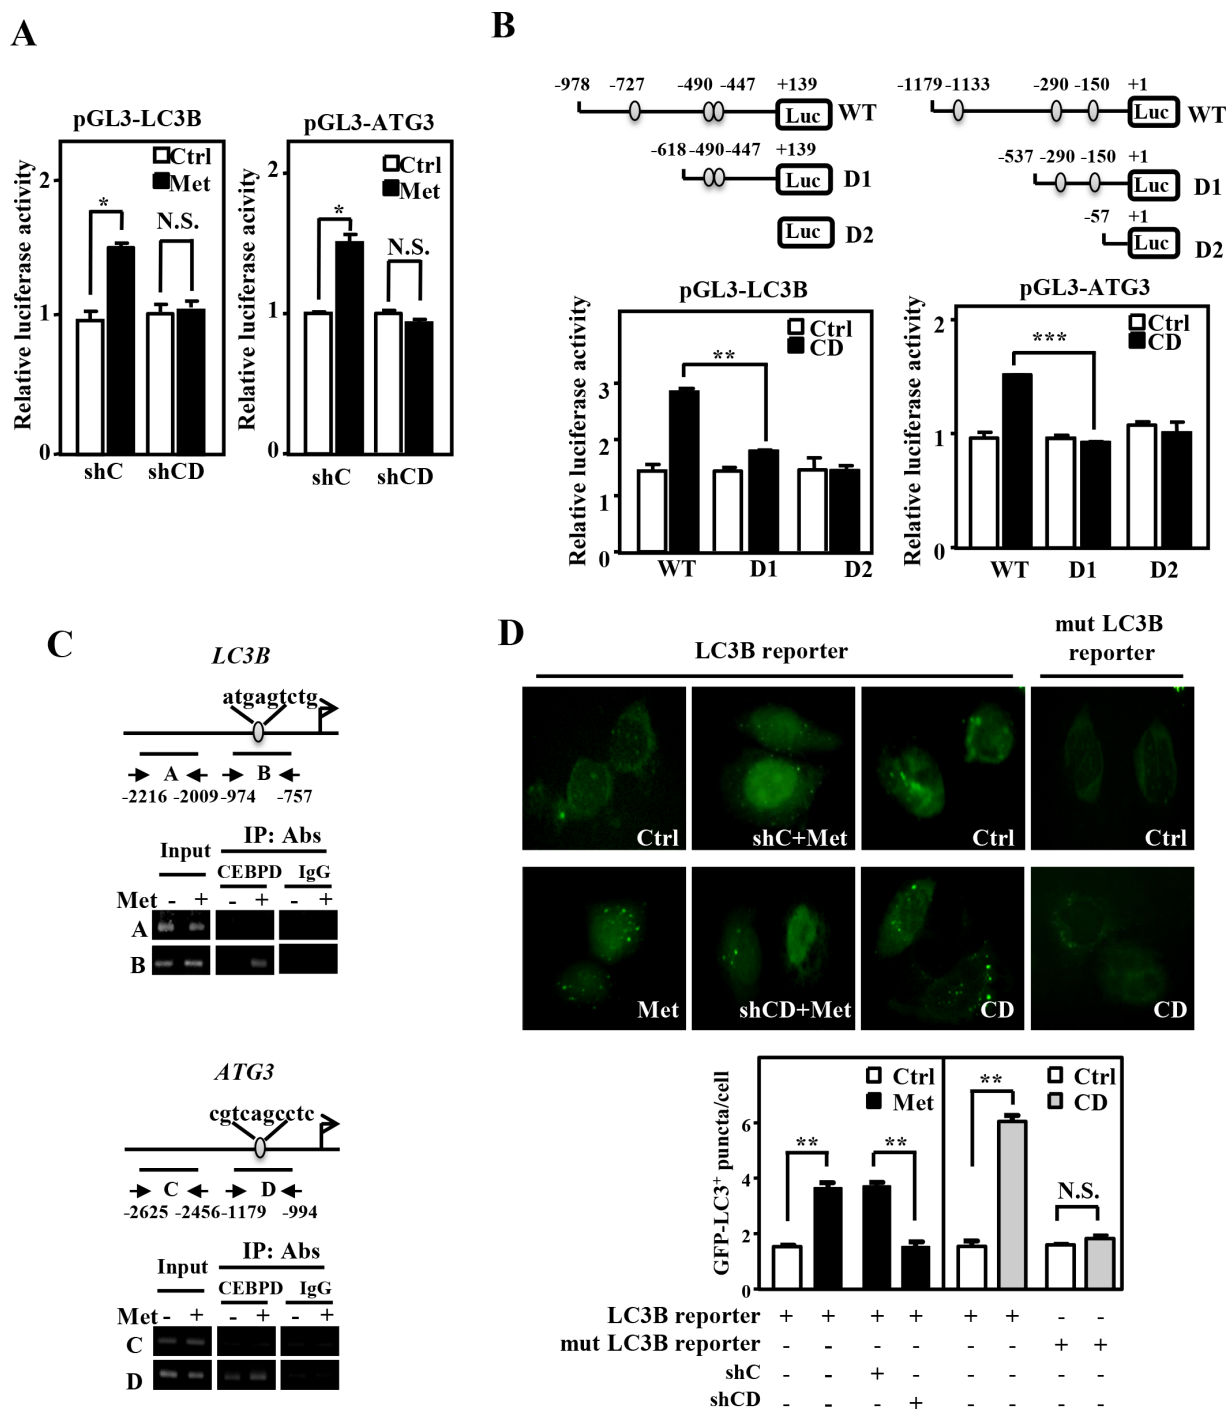 A
pGL3-LC3B
Relative luciferase activity
2
1
0
Ctrl
Met
*
N.S.
shC shCD
pGL3-ATG3
Relative luciferase activity
2
1
0
Ctrl
Met
*
N.S.
shC shCD
B
-978 -727 -490 -447 +139
Luc WT
-618 -490 -447 +139
Luc D1
Luc D2
-1179 -1133 -290 -150 +1
Luc WT
-537 -290 -150 +1
Luc D1
-57 +1
Luc D2
pGL3-LC3B
Relative luciferase activity
3
2
1
0
Ctrl
CD
**
WT D1 D2
pGL3-ATG3
Relative luciferase activity
2
1
0
Ctrl
CD
***
WT D1 D2
C
LC3B
atgagtctg
A B
-2216 -2009 -974 -757
IP: Abs
Input
CEBPD IgG
Met - + - + - +
A
B
ATG3
cgtcagcctc
C D
-2625 -2456 -1179 -994
IP: Abs
Input
CEBPD IgG
Met - + - + - +
C
D
D
LC3B reporter
mut LC3B
reporter
Ctrl shC+Met Ctrl Ctrl
Met shCD+Met CD CD
GFP-LC3+ puncta/cell
6
4
2
0
Ctrl
Met
** **
Ctrl
CD
**
N.S.
LC3B reporter + + + + + + - -
mut LC3B reporter - - - - - - + +
shC - - + - - - - -
shCD - - - + - - - -